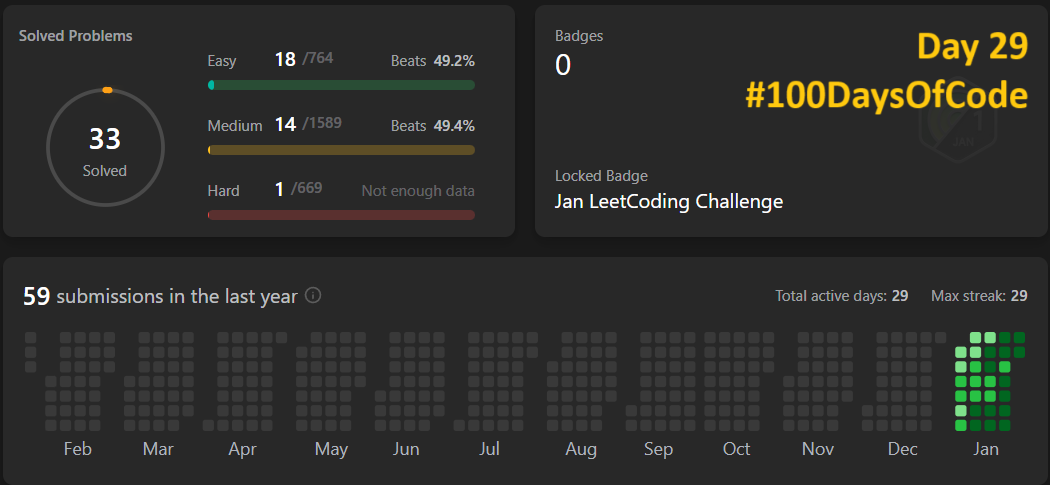 Solved Problems
Easy 18 /764 Beats 49.2%
Medium 14 /1589 Beats 49.4%
Hard 1 /669 Not enough data
33
Solved
Badges
0
Day 29
#100DaysOfCode
1
JAN
Locked Badge
Jan LeetCoding Challenge
59 submissions in the last year
Total active days: 29 Max streak: 29
Feb Mar Apr May Jun Jul Aug Sep Oct Nov Dec Jan